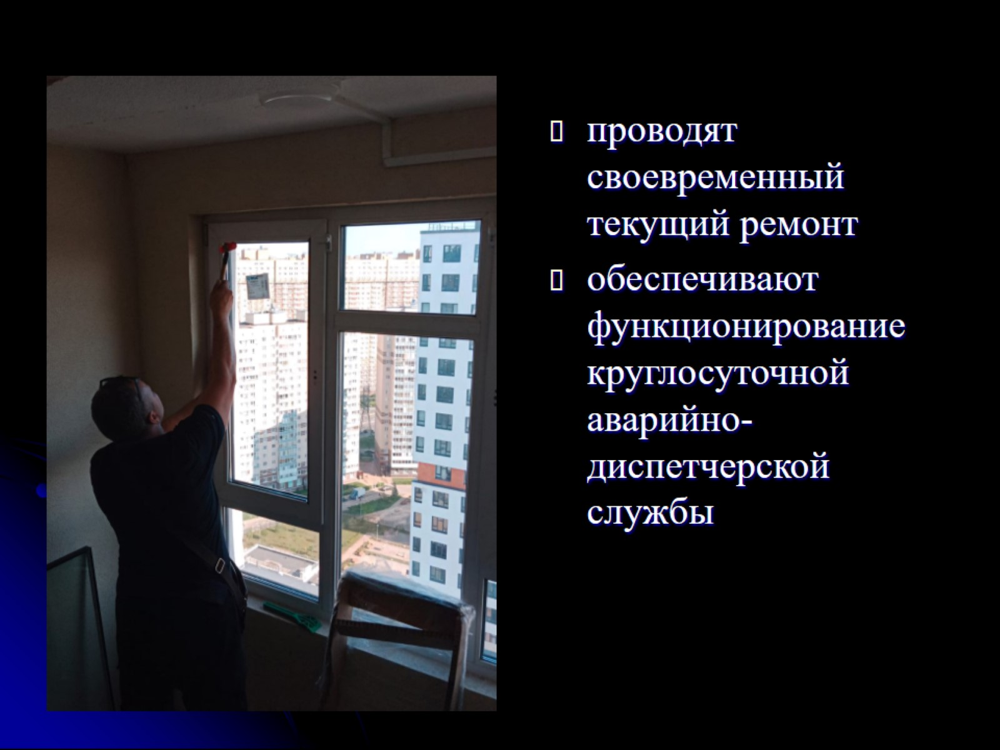 проводят
своевременный
текущий ремонт
обеспечивают
функционирование
круглосуточной
аварийно-
диспетчерской
службы